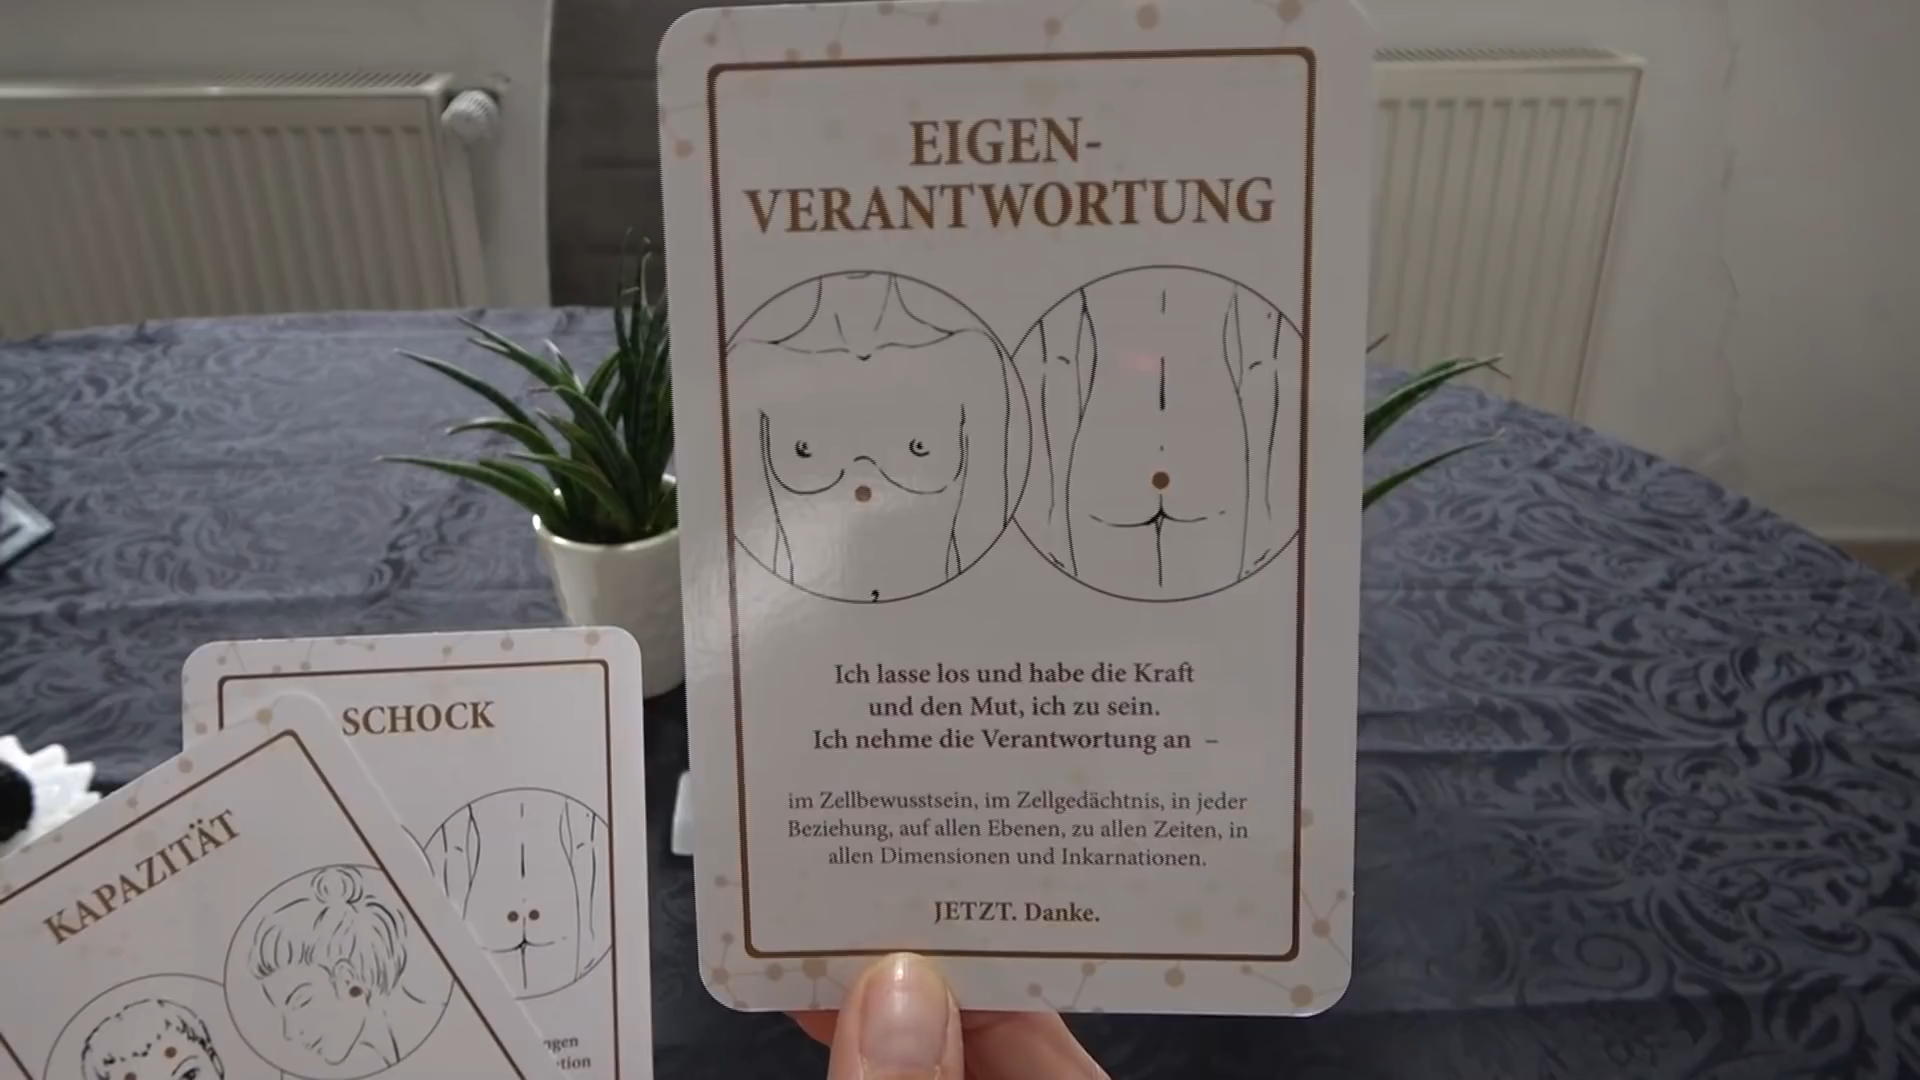 EIGEN-
VERANTWORTUNG
Ich lasse los und habe die Kraft
und den Mut, ich zu sein.
Ich nehme die Verantwortung an –
im Zellbewusstsein, im Zellgedächtnis, in jeder
Beziehung, auf allen Ebenen, zu allen Zeiten, in
allen Dimensionen und Inkarnationen.
JETZT. Danke.
SCHOCK
KAPAZITÄT